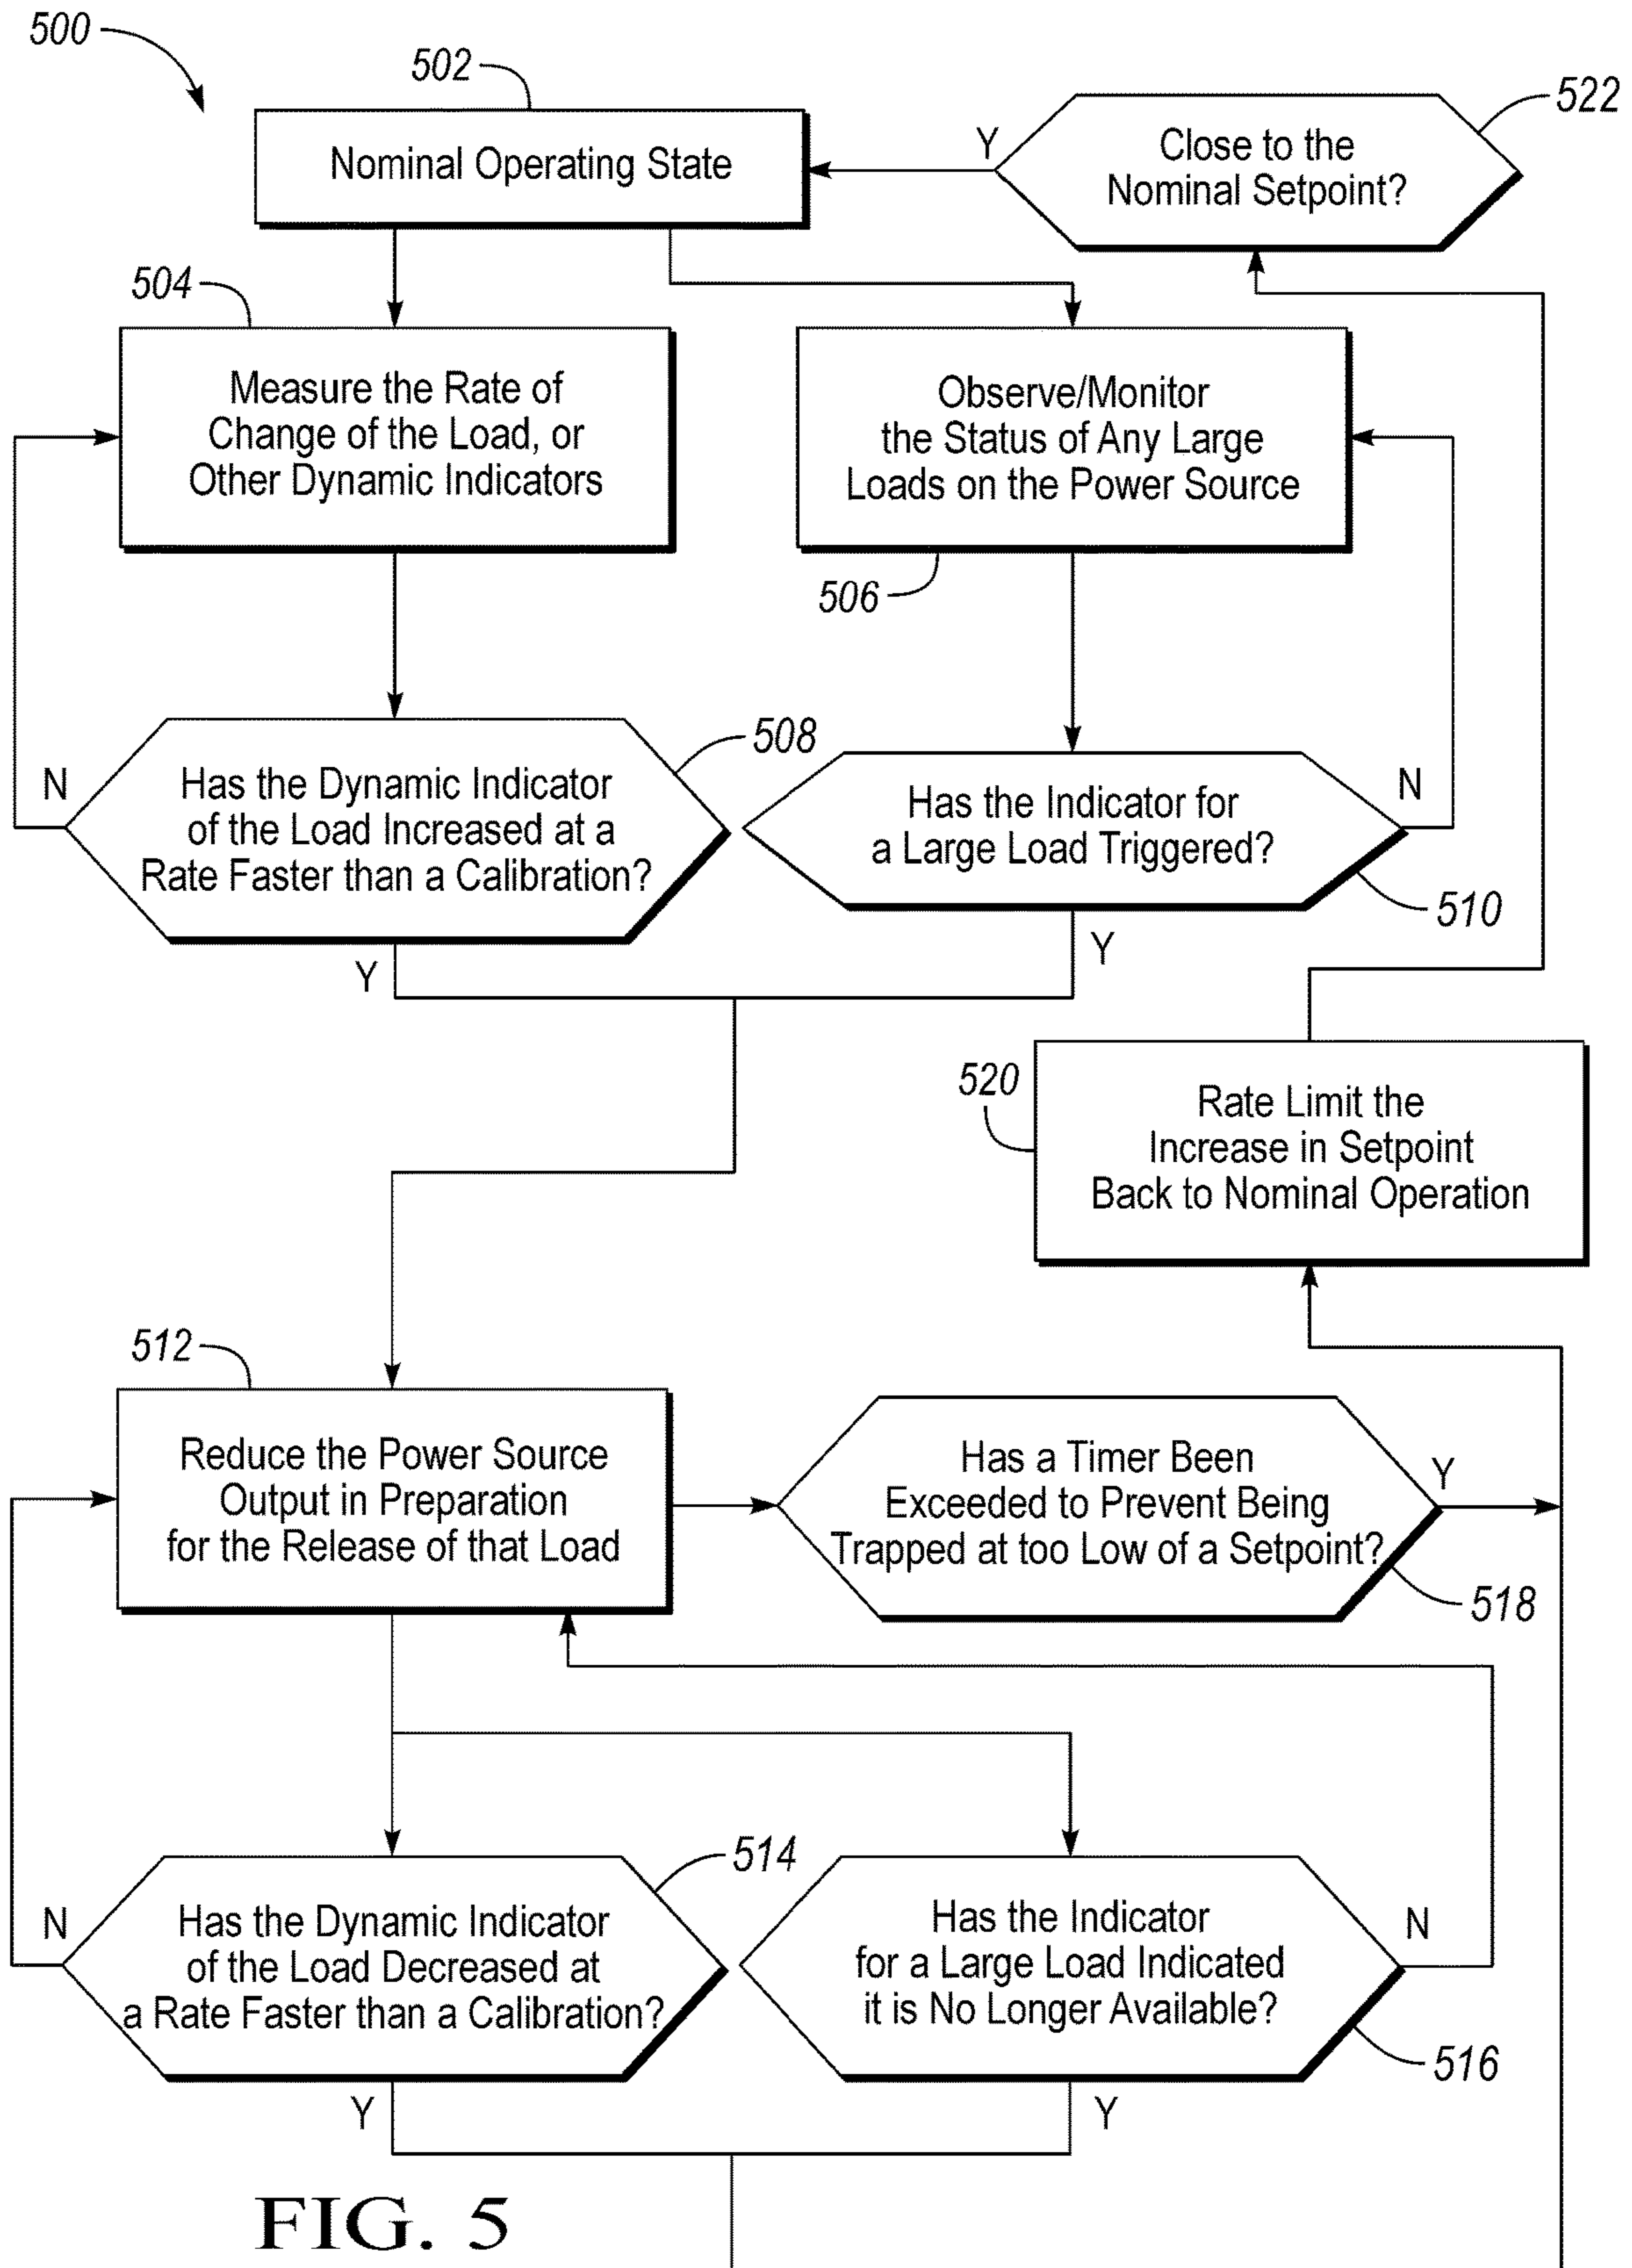 500
502
Nominal Operating State
Y
Close to the
Nominal Setpoint?
522
504
Measure the Rate of
Change of the Load, or
Other Dynamic Indicators
Observe/Monitor
the Status of Any Large
Loads on the Power Source
506
N
Has the Dynamic Indicator
of the Load Increased at a
Rate Faster than a Calibration?
508
Y
Has the Indicator for
a Large Load Triggered?
N
510
Y
520
Rate Limit the
Increase in Setpoint
Back to Nominal Operation
512
Reduce the Power Source
Output in Preparation
for the Release of that Load
Has a Timer Been
Exceeded to Prevent Being
Trapped at too Low of a Setpoint?
Y
518
N
Has the Dynamic Indicator
of the Load Decreased at
a Rate Faster than a Calibration?
514
Y
Has the Indicator
for a Large Load Indicated
it is No Longer Available?
N
516
Y
FIG. 5